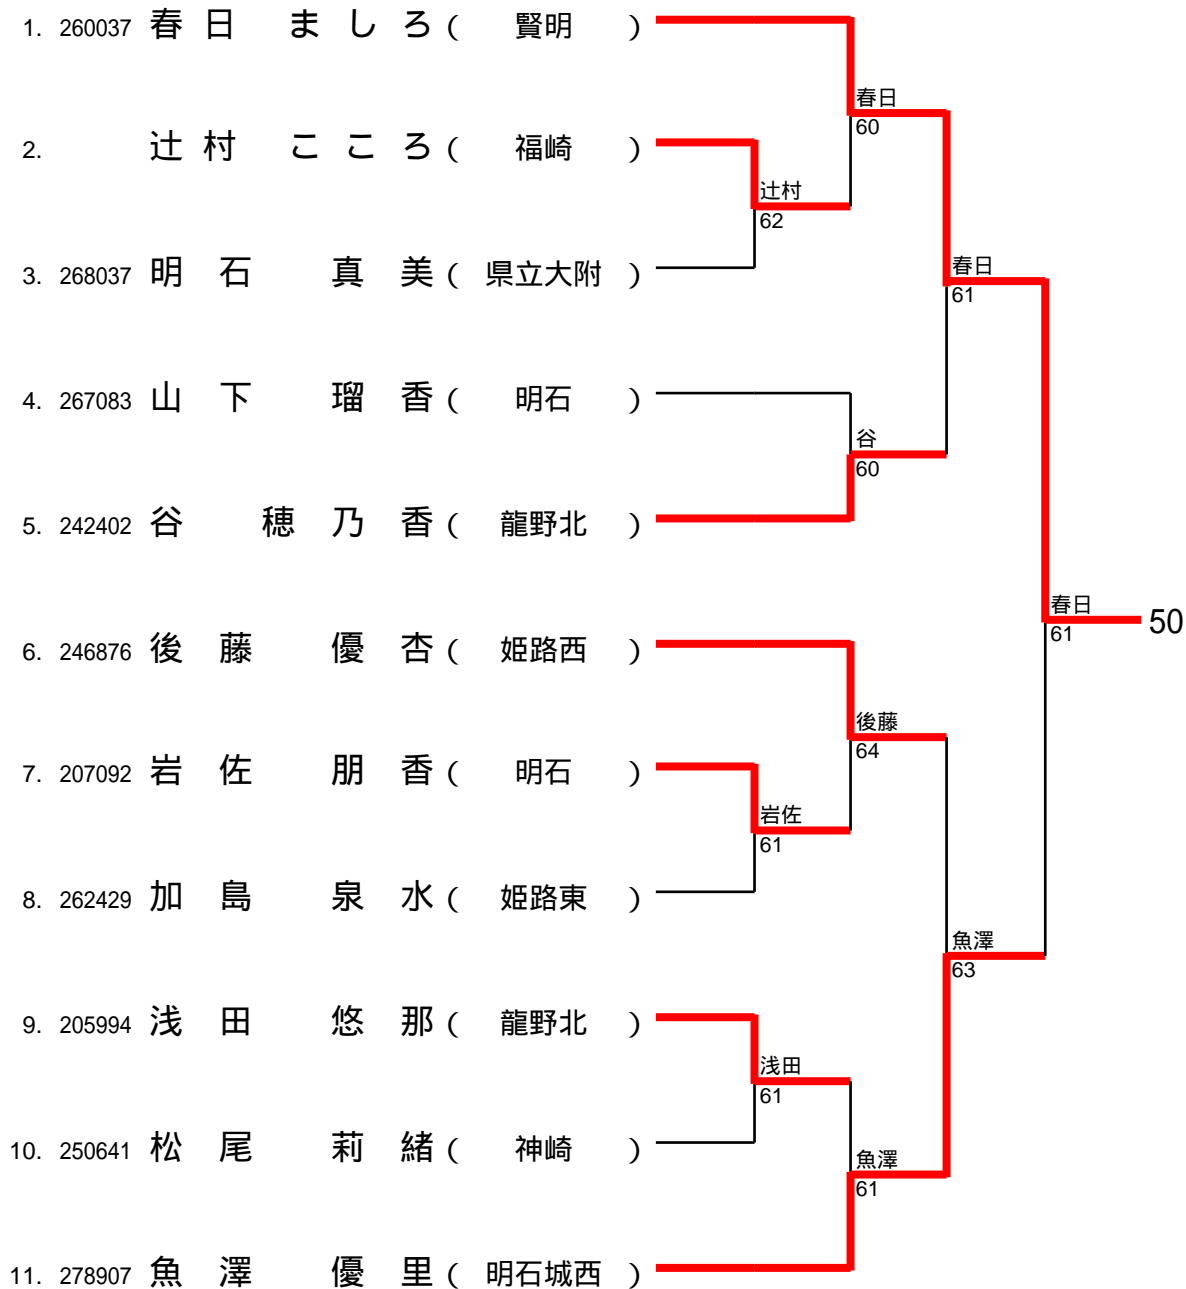 1. 260037 春日 ましろ ( 賢明 )
春日
60
2. 辻村 こころ ( 福崎 )
辻村
62
3. 268037 明石 真美 ( 県立大附 )
春日
61
4. 267083 山下 瑠香 ( 明石 )
谷
60
5. 242402 谷 穂乃香 ( 龍野北 )
春日
61
50
6. 246876 後藤 優杏 ( 姫路西 )
後藤
64
7. 207092 岩佐 朋香 ( 明石 )
岩佐
61
8. 262429 加島 泉水 ( 姫路東 )
魚澤
63
9. 205994 浅田 悠那 ( 龍野北 )
浅田
61
10. 250641 松尾 莉緒 ( 神崎 )
魚澤
61
11. 278907 魚澤 優里 ( 明石城西 )